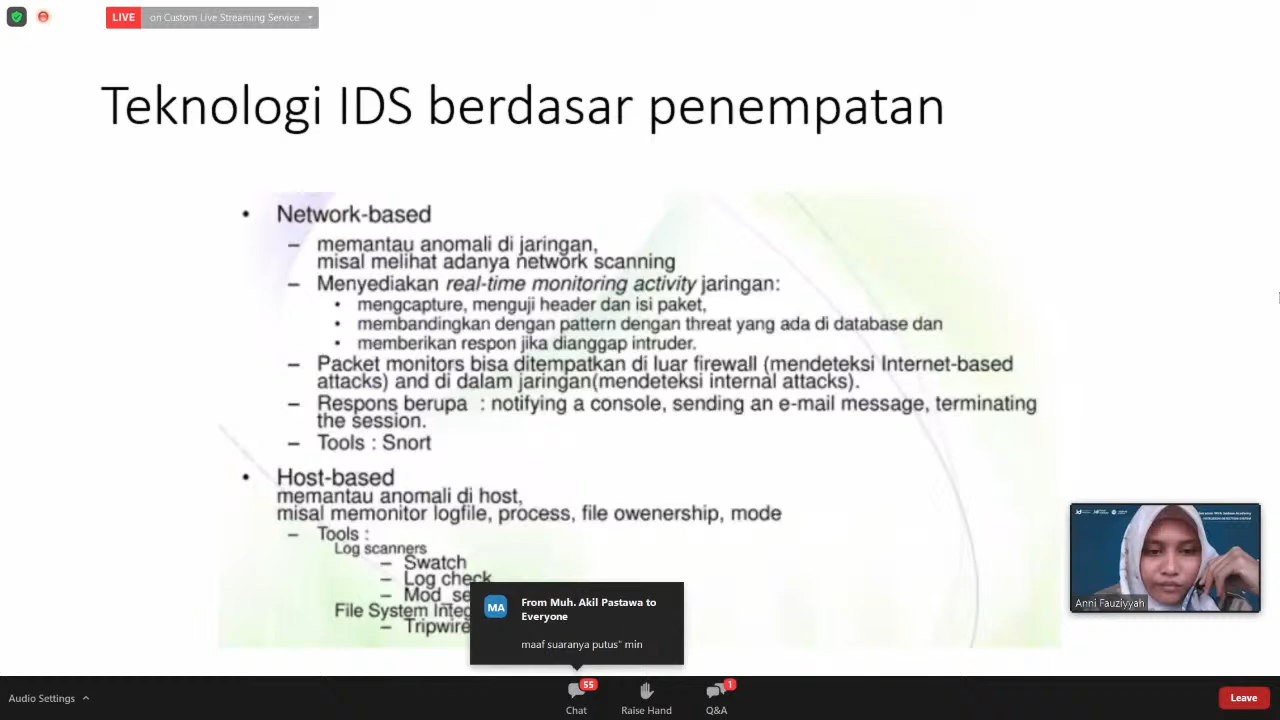 LIVE on Custom Live Streaming Service
Teknologi IDS berdasar penempatan
• Network-based
– memantau anomali di jaringan,
misal melihat adanya network scanning
– Menyediakan real-time monitoring activity jaringan:
• mengcapture, menguji header dan isi paket,
• membandingkan dengan pattern dengan threat yang ada di database dan
• memberikan respon jika dianggap intruder.
– Packet monitors bisa ditempatkan di luar firewall (mendeteksi Internet-based
attacks) and di dalam jaringan(mendeteksi internal attacks).
– Respons berupa : notifying a console, sending an e-mail message, terminating
the session.
– Tools : Snort
• Host-based
memantau anomali di host,
misal memonitor logfile, process, file owenership, mode
– Tools :
Log scanners
– Swatch
– Log check
– Mod_se
File System Integ
– Tripwire
MA
From Muh. Akil Pastawa to
Everyone
maaf suaranya putus" min
Anni Fauziyyah
Audio Settings
55
Chat
Raise Hand
1
Q&A
Leave